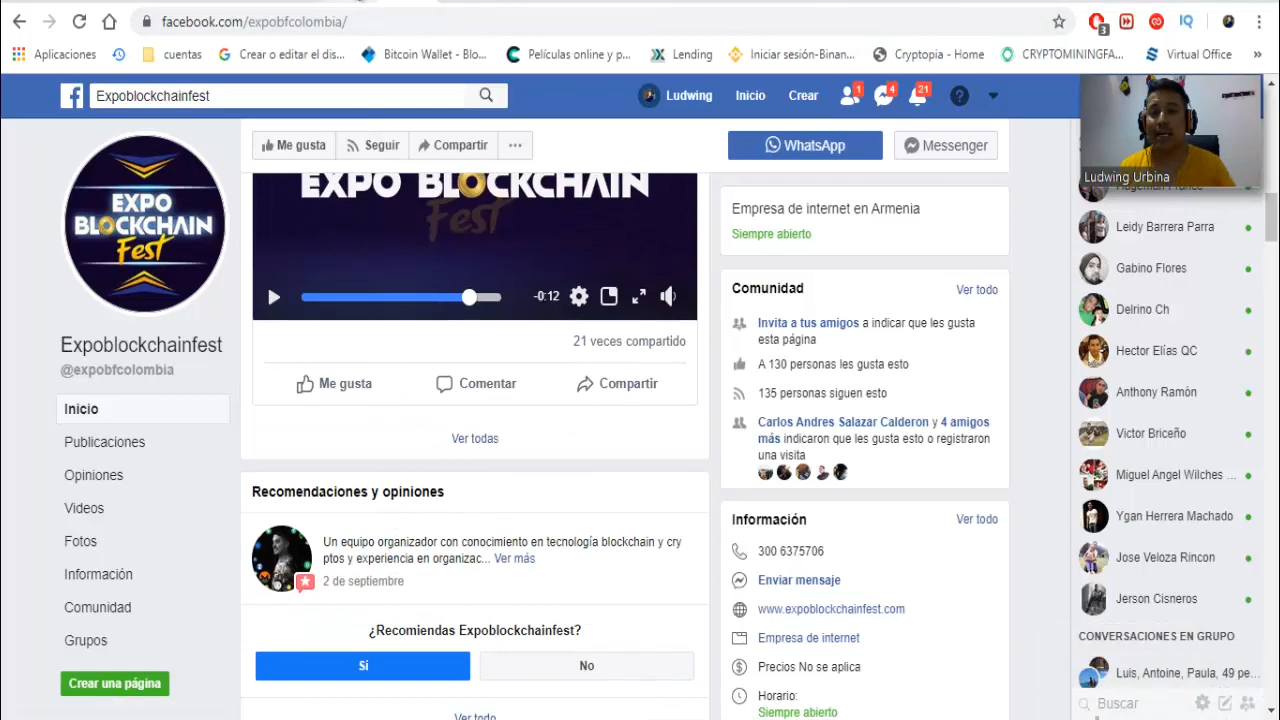 facebook.com/expobfcolombia/
3
Aplicaciones
cuentas
Crear o editar el dis...
Bitcoin Wallet - Blo...
Películas online y p...
Lending
Iniciar sesión-Binan...
Cryptopia - Home
CRYPTOMININGFA...
Virtual Office
»
Expoblockchainfest
Ludwing
Inicio
Crear
1
4
21
Ludwing Urbina
EXPO
BLOCKCHAIN
Fest
Expoblockchainfest
@expobfcolombia
Inicio
Publicaciones
Opiniones
Videos
Fotos
Información
Comunidad
Grupos
Crear una página
Me gusta
Seguir
Compartir
...
WhatsApp
Messenger
EXPO BLOCKCHAIN
Fest
-0:12
21 veces compartido
Me gusta
Comentar
Compartir
Ver todas
Recomendaciones y opiniones
Un equipo organizador con conocimiento en tecnología blockchain y cry
ptos y experiencia en organizac... Ver más
2 de septiembre
¿Recomiendas Expoblockchainfest?
Si
No
Ver todo
Empresa de internet en Armenia
Siempre abierto
Comunidad
Ver todo
Invita a tus amigos a indicar que les gusta
esta página
A 130 personas les gusta esto
135 personas siguen esto
Carlos Andres Salazar Calderon y 4 amigos
más indicaron que les gusta esto o registraron
una visita
Información
Ver todo
300 6375706
Enviar mensaje
www.expoblockchainfest.com
Empresa de internet
Precios No se aplica
Horario:
Siempre abierto
Leidy Barrera Parra
Gabino Flores
Delrino Ch
Hector Elías QC
Anthony Ramón
Victor Briceño
Miguel Angel Wilches ...
Ygan Herrera Machado
Jose Veloza Rincon
Jerson Cisneros
CONVERSACIONES EN GRUPO
Luis, Antoine, Paula, 49 pe...
Buscar